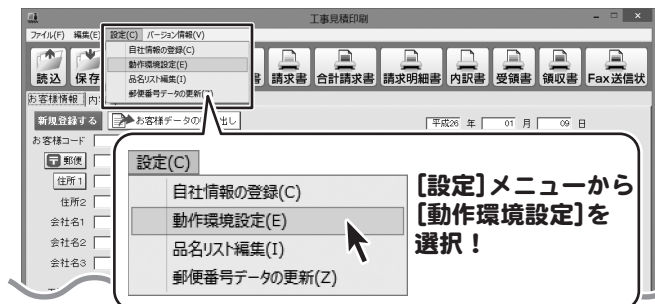 工事見積印刷
ファイル(F) 編集(E) 設定(C) バージョン情報(V)
自社情報の登録(C)
動作環境設定(E)
品名リスト編集(I)
郵便番号データの更新(Z)
読込 保存 書 請求書 合計請求書 請求明細書 内訳書 受領書 領収書 Fax送信状
お客様情報 内
新規登録する お客様データの 出し 平成26 年 01 月 09 日
お客様コード
〒 郵便
住所1
住所2
会社名1
会社名2
会社名3
設定(C)
自社情報の登録(C)
動作環境設定(E)
品名リスト編集(I)
郵便番号データの更新(Z)
[設定]メニューから
[動作環境設定]を
選択！